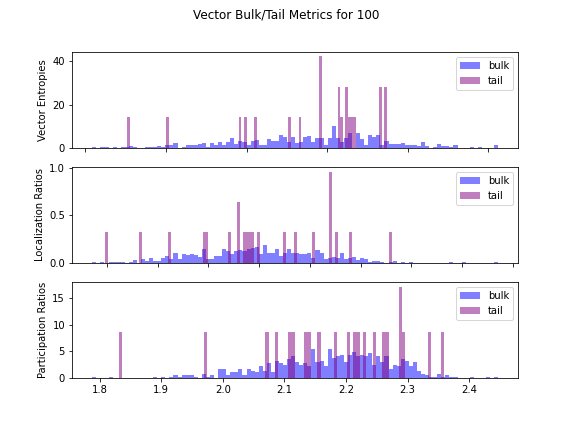 Vector Bulk/Tail Metrics for 100
Vector Entropies
40
20
0
bulk
tail
Localization Ratios
1.0
0.5
0.0
bulk
tail
Participation Ratios
15
10
5
0
bulk
tail
1.8 1.9 2.0 2.1 2.2 2.3 2.4